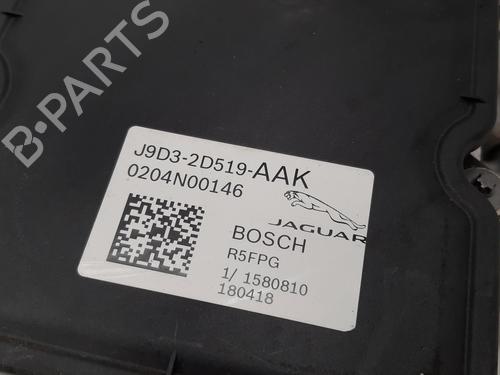 B-PARTS
J9D3-2D519-AAK
0204N00146
JAGUAR
BOSCH
R5FPG
1/ 1580810
180418